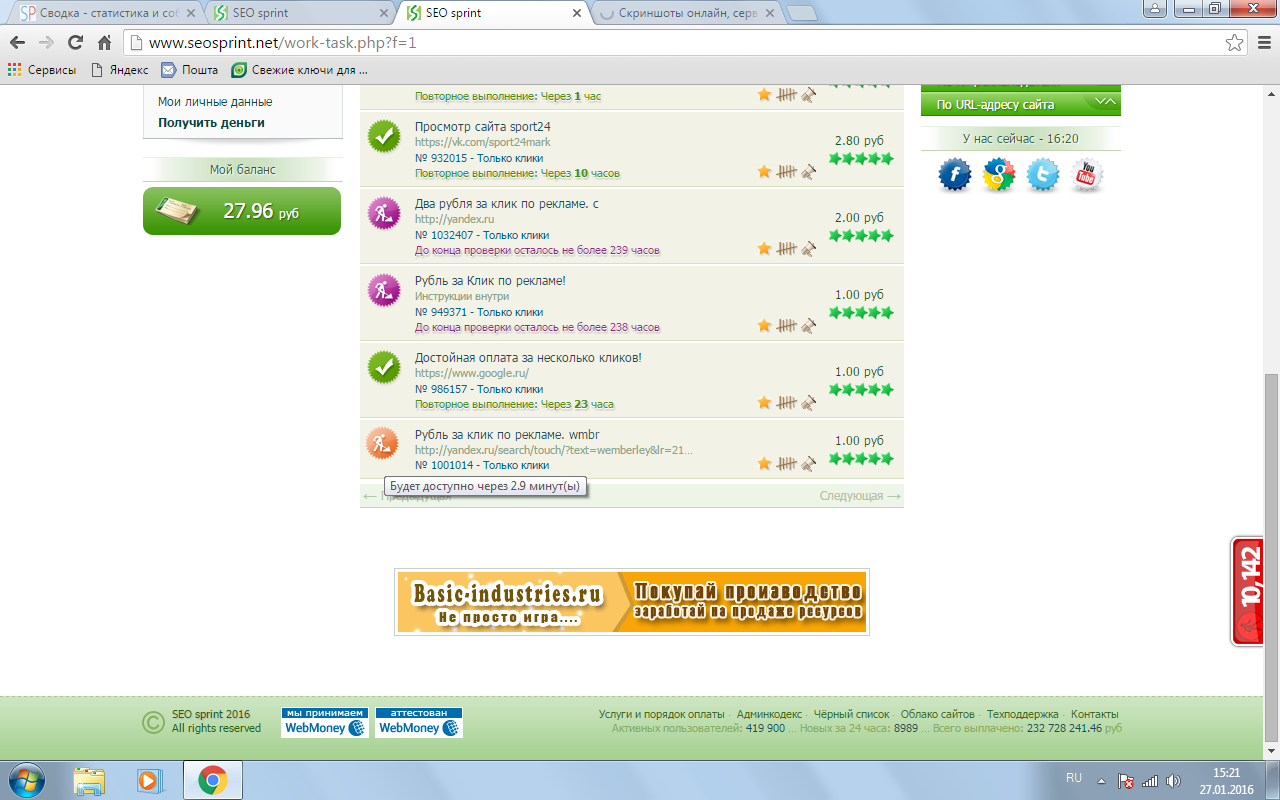 Сводка - статистика и соб
SEO sprint
SEO sprint
Скриншоты онлайн, серв
www.seosprint.net/work-task.php?f=1
Сервисы
Яндекс
Почта
Свежие ключи для ...
Мои личные данные
Получить деньги
Мой баланс
27.96 руб
Повторное выполнение: Через 1 час
Просмотр сайта sport24
https://vk.com/sport24mark
№ 932015 - Только клики
Повторное выполнение: Через 10 часов
2.80 руб
Два рубля за клик по рекламе. с
http://yandex.ru
№ 1032407 - Только клики
До конца проверки осталось не более 239 часов
2.00 руб
Рубль за Клик по рекламе!
Инструкции внутри
№ 949371 - Только клики
До конца проверки осталось не более 238 часов
1.00 руб
Достойная оплата за несколько кликов!
https://www.google.ru/
№ 986157 - Только клики
Повторное выполнение: Через 23 часа
1.00 руб
Рубль за клик по рекламе. wmbr
http://yandex.ru/search/touch/?text=wemberley&lr=21...
№ 1001014 - Только клики
1.00 руб
Будет доступно через 2.9 минут(ы)
← Предыдущая
Следующая →
По URL-адресу сайта
У нас сейчас - 16:20
You
Tube
10,142
Basic-industries.ru
Не просто игра....
Покупай производство
заработай на продаже ресурсов
© SEO sprint 2016
All rights reserved
мы принимаем
WebMoney
аттестован
WebMoney
Услуги и порядок оплаты - Админкодекс - Чёрный список - Облако сайтов - Техподдержка - Контакты
Активных пользователей: 419 900 ... Новых за 24 часа: 8989 ... Всего выплачено: 232 728 241.46 руб
RU
15:21
27.01.2016